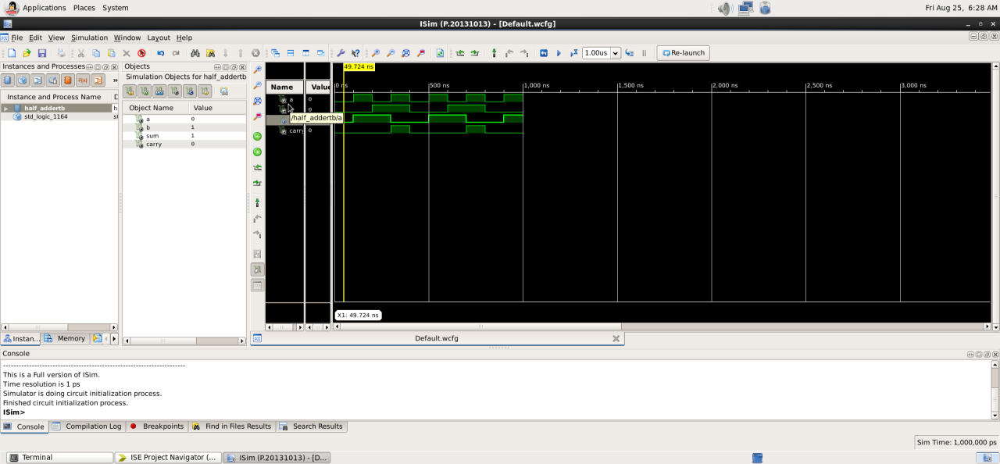 Applications Places System
Fri Aug 25, 6:28 AM
ISim (P.20131013) - [Default.wcfg]
File Edit View Simulation Window Layout Help
1.00us
Re-launch
Instances and Processes
Instance and Process Name
half_addertb
std_logic_1164
Instan...
Memory
Objects
Simulation Objects for half_addertb
Object Name Value
a 0
b 1
sum 1
carry 0
Name Value
a 0
0
/half_addertb/a
carry 0
49.724 ns
0 ns 500 ns 1,000 ns 1,500 ns 2,000 ns 2,500 ns 3,000 ns
X1: 49.724 ns
Default.wcfg
Console
This is a Full version of ISim.
Time resolution is 1 ps
Simulator is doing circuit initialization process.
Finished circuit initialization process.
ISim>
Console Compilation Log Breakpoints Find in Files Results Search Results
Sim Time: 1,000,000 ps
Terminal ISE Project Navigator (... ISim (P.20131013) - [D...